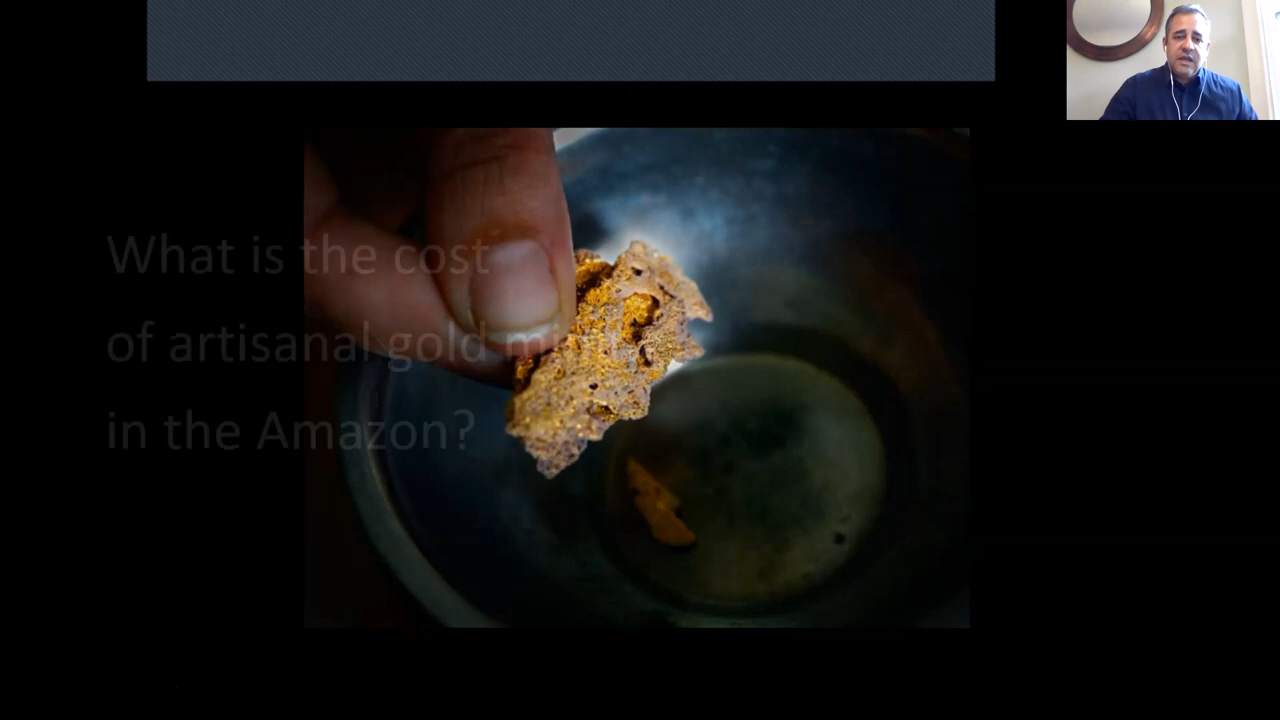 What is the cost
of artisanal gold
in the Amazon?